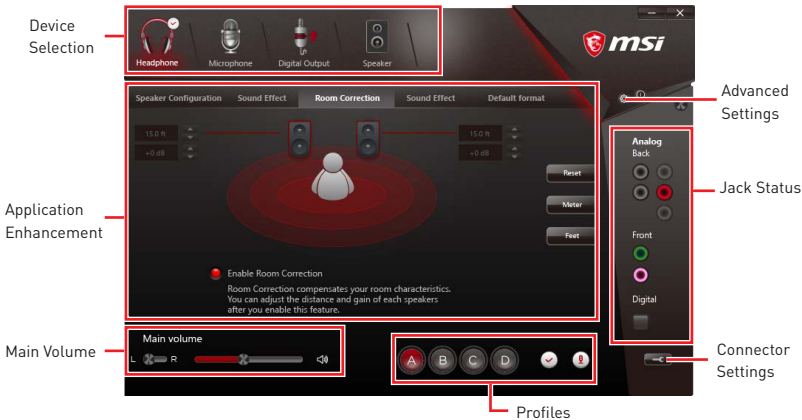 Device
Selection
Headphone
Microphone
Digital Output
Speaker
msi
Advanced
Settings
Speaker Configuration
Sound Effect
Room Correction
Sound Effect
Default format
15.0 ft
+0 dB
15.0 ft
+0 dB
Reset
Meter
Feet
Application
Enhancement
Enable Room Correction
Room Correction compensates your room characteristics.
You can adjust the distance and gain of each speakers
after you enable this feature.
Analog
Back
Front
Digital
Jack Status
Main Volume
Main volume
L
R
A
B
C
D
Connector
Settings
Profiles